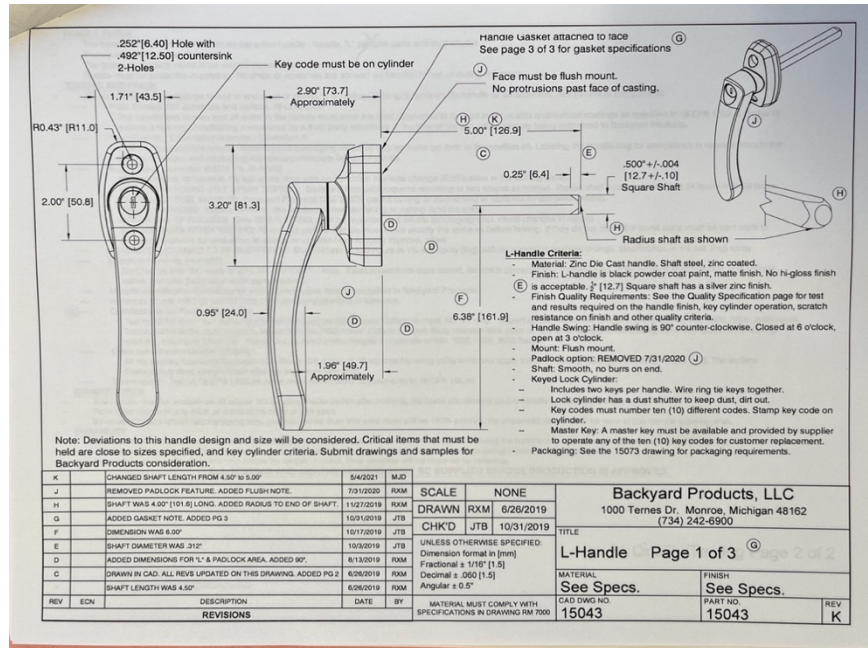 .252"[6.40] Hole with
.492"[12.50] countersink
2-Holes
Key code must be on cylinder
Handle Gasket attached to face
See page 3 of 3 for gasket specifications
G
J
Face must be flush mount.
No protrusions past face of casting.
1.71" [43.5]
2.90" [73.7]
Approximately
R0.43" [R11.0]
H K
5.00" [126.9]
C
0.25" [6.4]
E
.500"+/-.004
[12.7+/-.10]
Square Shaft
J
H
2.00" [50.8]
3.20" [81.3]
D
D
H
Radius shaft as shown
J
D
D
F
6.38" [161.9]
0.95" [24.0]
1.96" [49.7]
Approximately
L-Handle Criteria:
- Material: Zinc Die Cast handle. Shaft steel, zinc coated.
- Finish: L-handle is black powder coat paint, matte finish. No hi-gloss finish
E is acceptable. ½" [12.7] Square shaft has a silver zinc finish.
- Finish Quality Requirements: See the Quality Specification page for test
and results required on the handle finish, key cylinder operation, scratch
resistance on finish and other quality criteria.
- Handle Swing: Handle swing is 90° counter-clockwise. Closed at 6 o'clock,
open at 3 o'clock.
- Mount: Flush mount.
- Padlock option: REMOVED 7/31/2020 J
- Shaft: Smooth, no burrs on end.
- Keyed Lock Cylinder:
-- Includes two keys per handle. Wire ring tie keys together.
-- Lock cylinder has a dust shutter to keep dust, dirt out.
-- Key codes must number ten (10) different codes. Stamp key code on
cylinder.
-- Master Key: A master key must be available and provided by supplier
to operate any of the ten (10) key codes for customer replacement.
- Packaging: See the 15073 drawing for packaging requirements.
Note: Deviations to this handle design and size will be considered. Critical items that must be
held are close to sizes specified, and key cylinder criteria. Submit drawings and samples for
Backyard Products consideration.
K CHANGED SHAFT LENGTH FROM 4.50" to 5.00" 5/4/2021 MJD
J REMOVED PADLOCK FEATURE. ADDED FLUSH NOTE. 7/31/2020 RXM
H SHAFT WAS 4.00" [101.6] LONG. ADDED RADIUS TO END OF SHAFT. 11/27/2019 RXM
G ADDED GASKET NOTE. ADDED PG 3 10/31/2019 JTB
F DIMENSION WAS 6.00" 10/17/2019 JTB
E SHAFT DIAMETER WAS .312" 10/3/2019 JTB
D ADDED DIMENSIONS FOR "L" & PADLOCK AREA. ADDED 90°. 8/13/2019 RXM
C DRAWN IN CAD. ALL REVS UPDATED ON THIS DRAWING. ADDED PG 2 6/26/2019 RXM
SHAFT LENGTH WAS 4.50" 6/26/2019 RXM
REV ECN DESCRIPTION DATE BY
REVISIONS
SCALE NONE
DRAWN RXM 6/26/2019
CHK'D JTB 10/31/2019
UNLESS OTHERWISE SPECIFIED:
Dimension format in [mm]
Fractional ± 1/16" [1.5]
Decimal ± .060 [1.5]
Angular ± 0.5°
MATERIAL MUST COMPLY WITH
SPECIFICATIONS IN DRAWING RM 7000
Backyard Products, LLC
1000 Ternes Dr. Monroe, Michigan 48162
(734) 242-6900
TITLE
L-Handle Page 1 of 3 G
MATERIAL
See Specs.
FINISH
See Specs.
CAD DWG NO.
15043
PART NO.
15043
REV
K